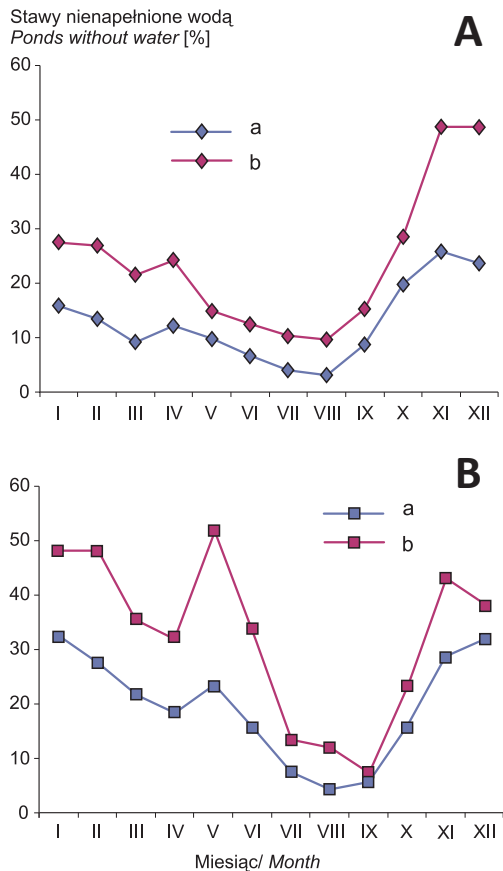 Stawy nienapełnione wodą
Ponds without water [%]
A
60
50
40
30
20
10
0
a
b
I II III IV V VI VII VIII IX X XI XII
B
60
50
40
30
20
10
0
a
b
I II III IV V VI VII VIII IX X XI XII
Miesiąc/ Month